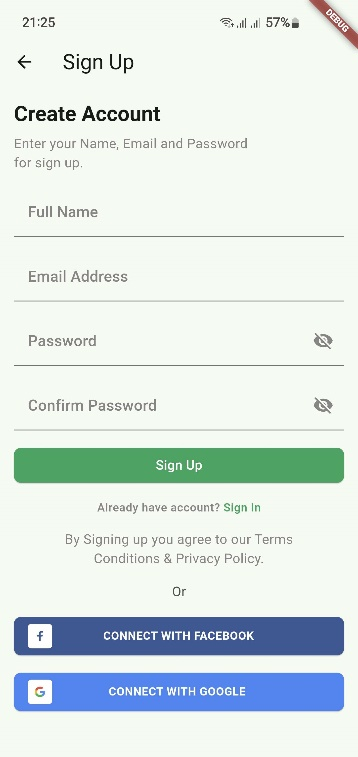 21:25
57%
DEBUG
Sign Up
Create Account
Enter your Name, Email and Password
for sign up.
Full Name
Email Address
Password
Confirm Password
Sign Up
Already have account? Sign In
By Signing up you agree to our Terms
Conditions & Privacy Policy.
Or
f CONNECT WITH FACEBOOK
G CONNECT WITH GOOGLE